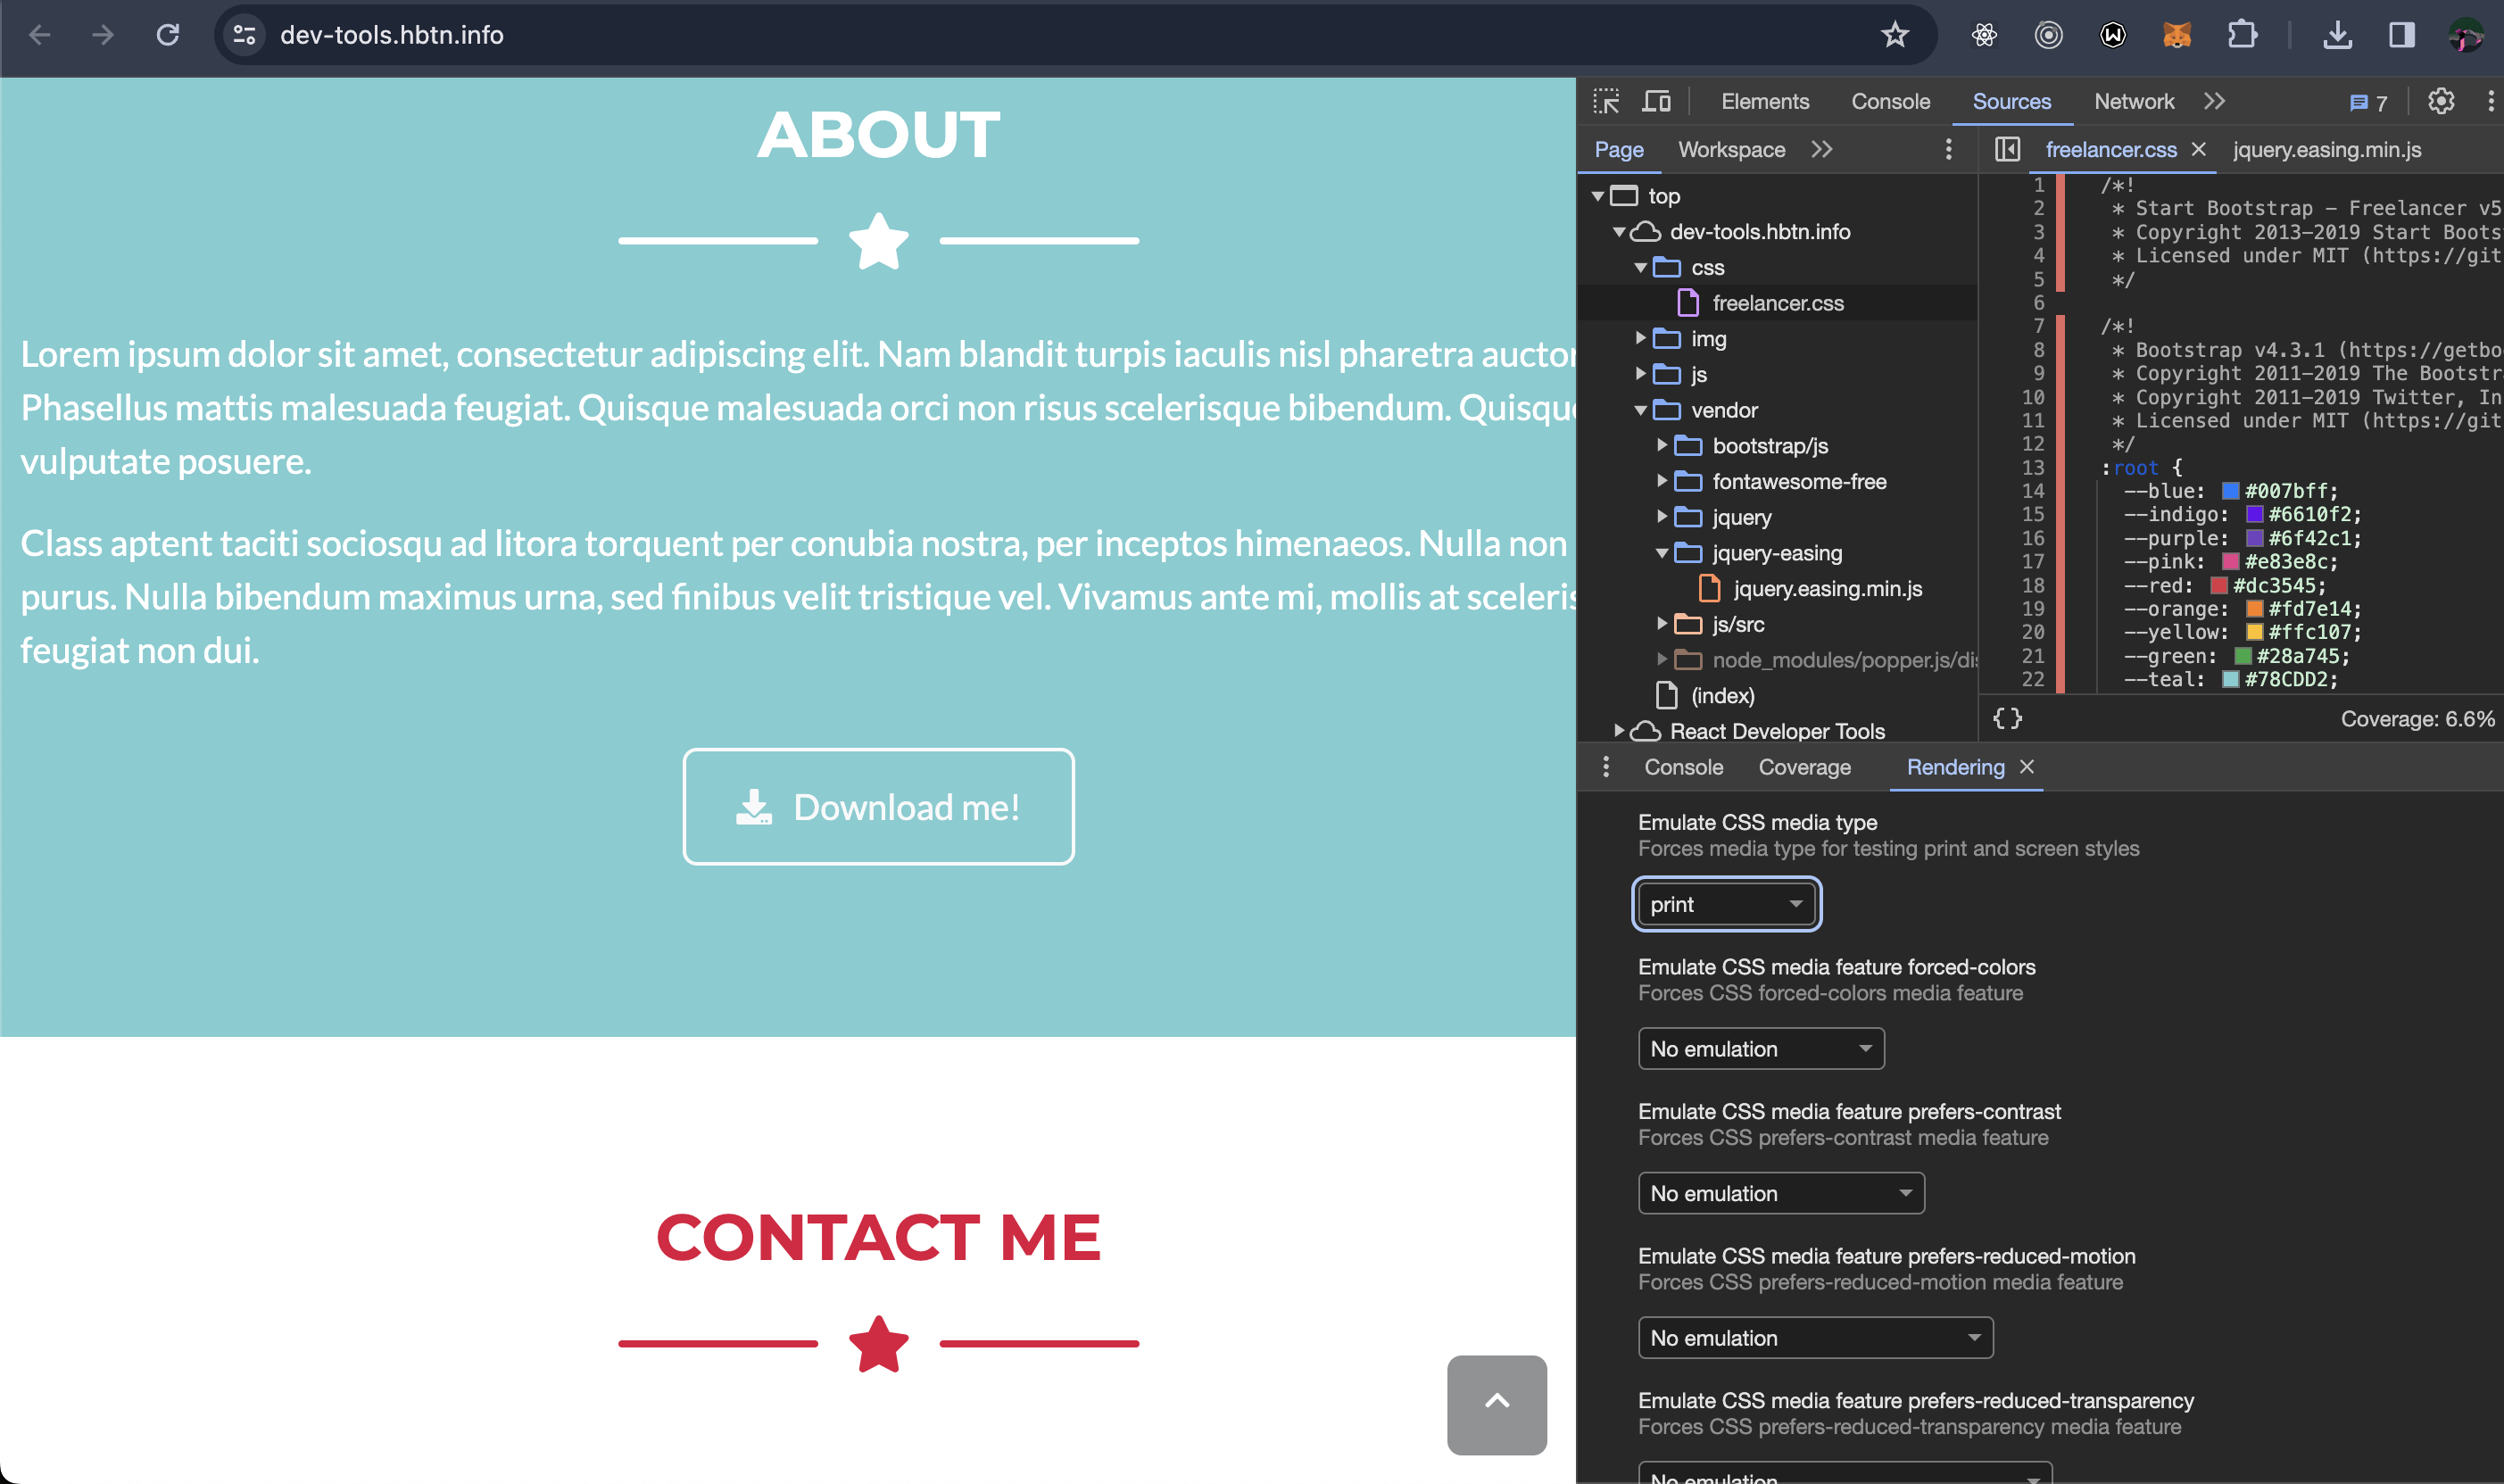 dev-tools.hbtn.info
ABOUT
Lorem ipsum dolor sit amet, consectetur adipiscing elit. Nam blandit turpis iaculis nisl pharetra auctor
Phasellus mattis malesuada feugiat. Quisque malesuada orci non risus scelerisque bibendum. Quisque
vulputate posuere.
Class aptent taciti sociosqu ad litora torquent per conubia nostra, per inceptos himenaeos. Nulla non
purus. Nulla bibendum maximus urna, sed finibus velit tristique vel. Vivamus ante mi, mollis at sceleris
feugiat non dui.
Download me!
CONTACT ME
Elements Console Sources Network 7
Page Workspace
top
dev-tools.hbtn.info
css
freelancer.css
img
js
vendor
bootstrap/js
fontawesome-free
jquery
jquery-easing
jquery.easing.min.js
js/src
node_modules/popper.js/dis
(index)
React Developer Tools
freelancer.css jquery.easing.min.js
1 /*!
2 * Start Bootstrap - Freelancer v5
3 * Copyright 2013-2019 Start Boots
4 * Licensed under MIT (https://git
5 */
6
7 /*!
8 * Bootstrap v4.3.1 (https://getbo
9 * Copyright 2011-2019 The Bootstr
10 * Copyright 2011-2019 Twitter, In
11 * Licensed under MIT (https://git
12 */
13 :root {
14 --blue: #007bff;
15 --indigo: #6610f2;
16 --purple: #6f42c1;
17 --pink: #e83e8c;
18 --red: #dc3545;
19 --orange: #fd7e14;
20 --yellow: #ffc107;
21 --green: #28a745;
22 --teal: #78CDD2;
{} Coverage: 6.6%
Console Coverage Rendering
Emulate CSS media type
Forces media type for testing print and screen styles
print
Emulate CSS media feature forced-colors
Forces CSS forced-colors media feature
No emulation
Emulate CSS media feature prefers-contrast
Forces CSS prefers-contrast media feature
No emulation
Emulate CSS media feature prefers-reduced-motion
Forces CSS prefers-reduced-motion media feature
No emulation
Emulate CSS media feature prefers-reduced-transparency
Forces CSS prefers-reduced-transparency media feature
No emulation